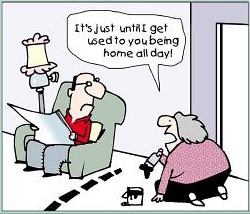 It's just until I get
used to you being
home all day!